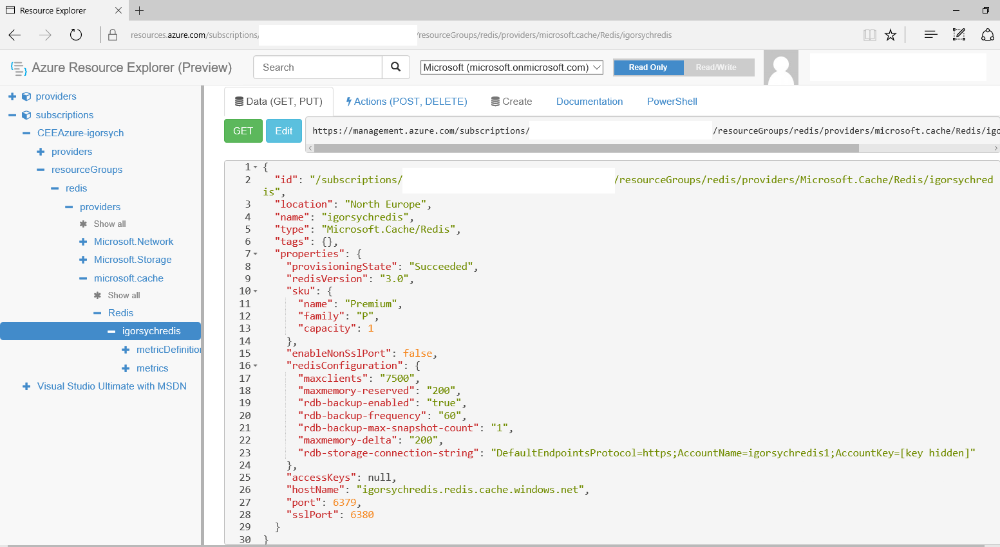 Resource Explorer
resources.azure.com/subscriptions/ /resourceGroups/redis/providers/microsoft.cache/Redis/igorsychredis
Azure Resource Explorer (Preview)
Search
Microsoft (microsoft.onmicrosoft.com)
Read Only
Read/Write
providers
subscriptions
CEEAzure-igorsych
providers
resourceGroups
redis
providers
Show all
Microsoft.Network
Microsoft.Storage
microsoft.cache
Show all
Redis
igorsychredis
metricDefinition
metrics
Visual Studio Ultimate with MSDN
Data (GET, PUT)
Actions (POST, DELETE)
Create
Documentation
PowerShell
GET
Edit
https://management.azure.com/subscriptions/ /resourceGroups/redis/providers/microsoft.cache/Redis/igo
1 {
2 "id": "/subscriptions/ /resourceGroups/redis/providers/Microsoft.Cache/Redis/igorsychred
is",
3 "location": "North Europe",
4 "name": "igorsychredis",
5 "type": "Microsoft.Cache/Redis",
6 "tags": {},
7 "properties": {
8 "provisioningState": "Succeeded",
9 "redisVersion": "3.0",
10 "sku": {
11 "name": "Premium",
12 "family": "P",
13 "capacity": 1
14 },
15 "enableNonSslPort": false,
16 "redisConfiguration": {
17 "maxclients": "7500",
18 "maxmemory-reserved": "200",
19 "rdb-backup-enabled": "true",
20 "rdb-backup-frequency": "60",
21 "rdb-backup-max-snapshot-count": "1",
22 "maxmemory-delta": "200",
23 "rdb-storage-connection-string": "DefaultEndpointsProtocol=https;AccountName=igorsychredis1;AccountKey=[key hidden]"
24 },
25 "accessKeys": null,
26 "hostName": "igorsychredis.redis.cache.windows.net",
27 "port": 6379,
28 "sslPort": 6380
29 }
30 }